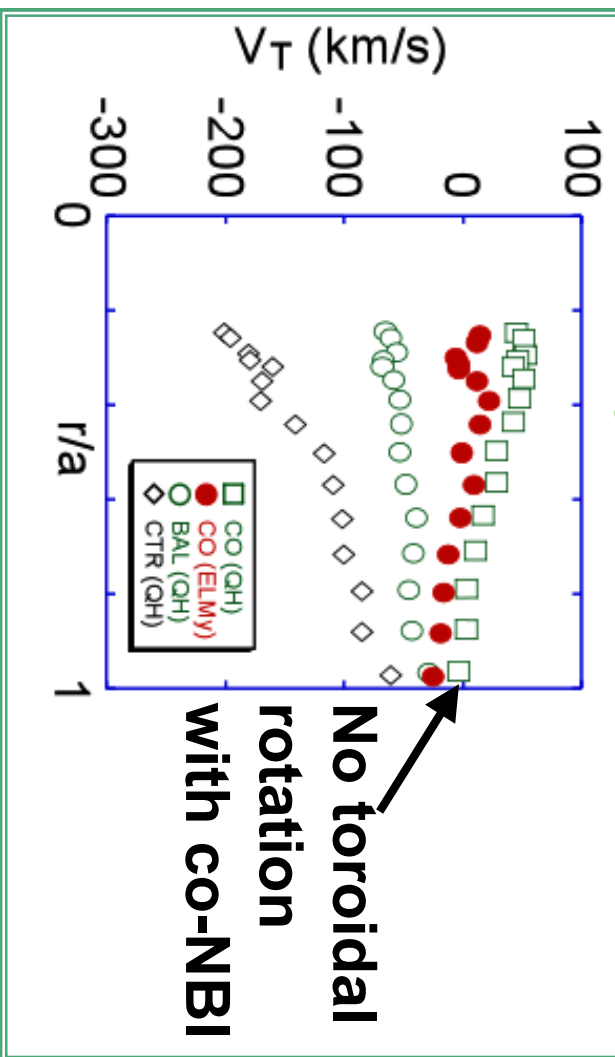 V_T (km/s)
100
0
-100
-200
-300
0
1
r/a
CO (QH)
CO (ELMy)
BAL (QH)
CTR (QH)
No toroidal
rotation
with co-NBI